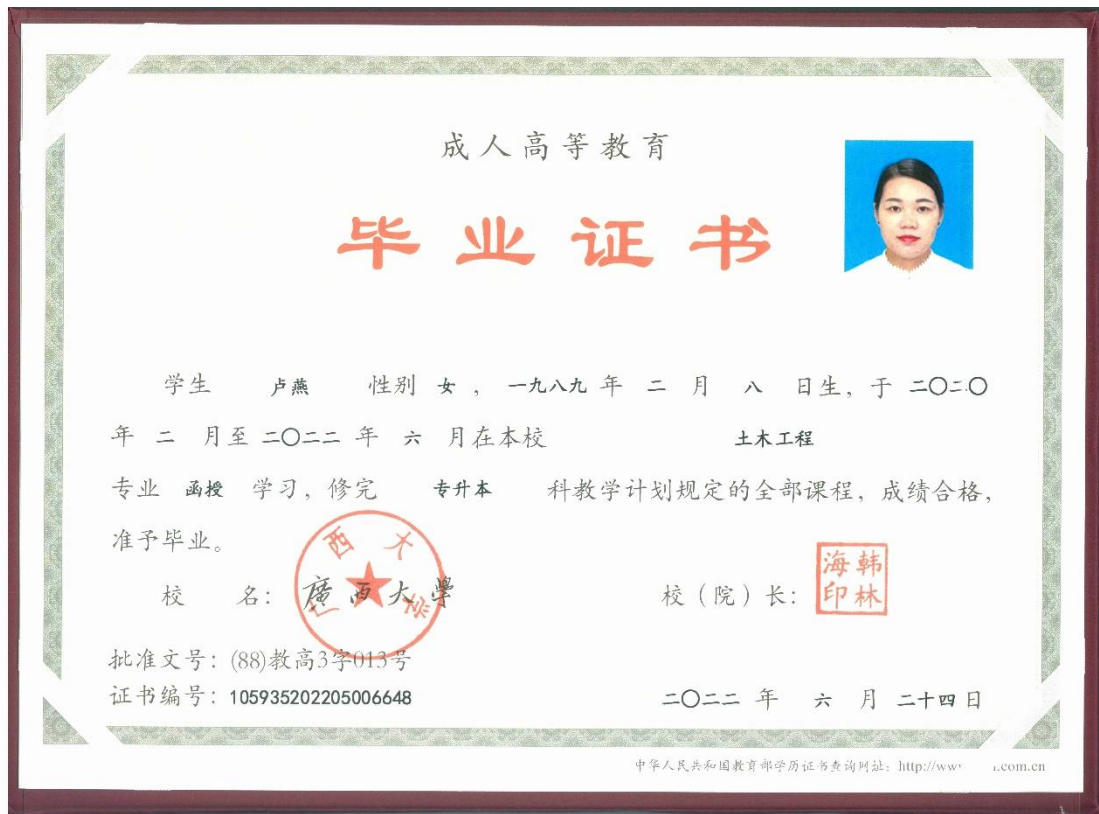 成人高等教育
毕业证书
学生 卢燕 性别 女 , 一九八九 年 二 月 八 日生, 于 二〇二〇
年 二 月至 二〇二二 年 六 月在本校 土木工程
专业 函授 学习, 修完 专升本 科教学计划规定的全部课程, 成绩合格,
准予毕业。
校 名: 廣西大學
广西大学
校（院）长:
韩林海印
批准文号: (88)教高3字013号
证书编号: 105935202205006648
二〇二二 年 六 月 二十四 日
中华人民共和国教育部学历证书查询网址: http://www .com.cn